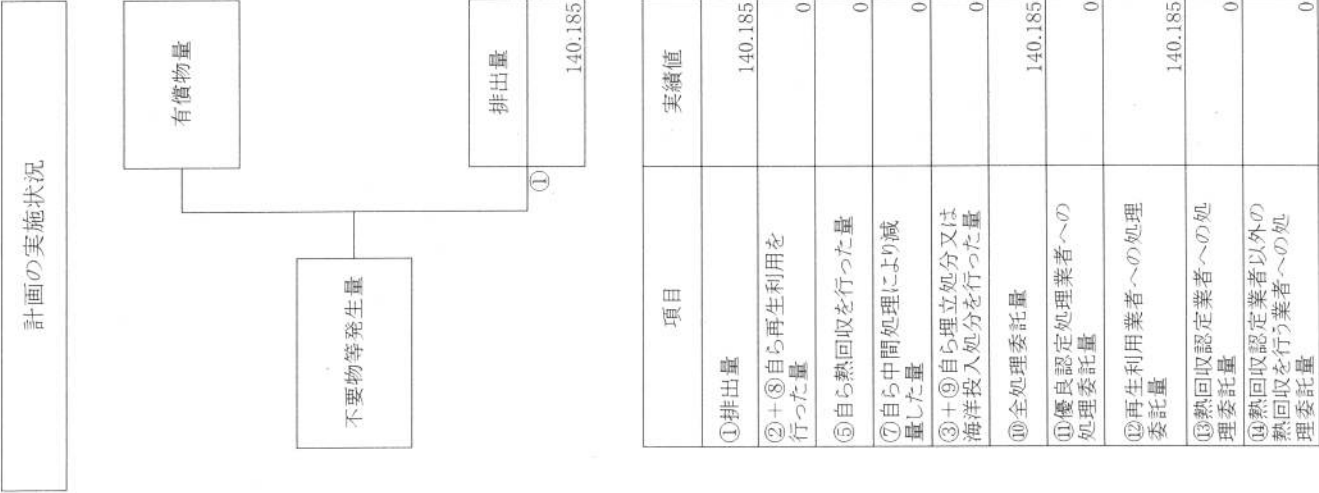 計画の実施状況
不要物等発生量
有償物量
①
排出量
140.185
項目
実績値
①排出量
140.185
②+⑧自ら再生利用を
行った量
0
⑤自ら熱回収を行った量
0
⑦自ら中間処理により減
量した量
0
③+⑨自ら埋立処分又は
海洋投入処分を行った量
0
⑩全処理委託量
140.185
⑪優良認定処理業者への
処理委託量
0
⑫再生利用業者への処理
委託量
140.185
⑬熱回収認定業者への処
理委託量
0
⑭熱回収認定業者以外の
熱回収を行う業者への処
理委託量
0